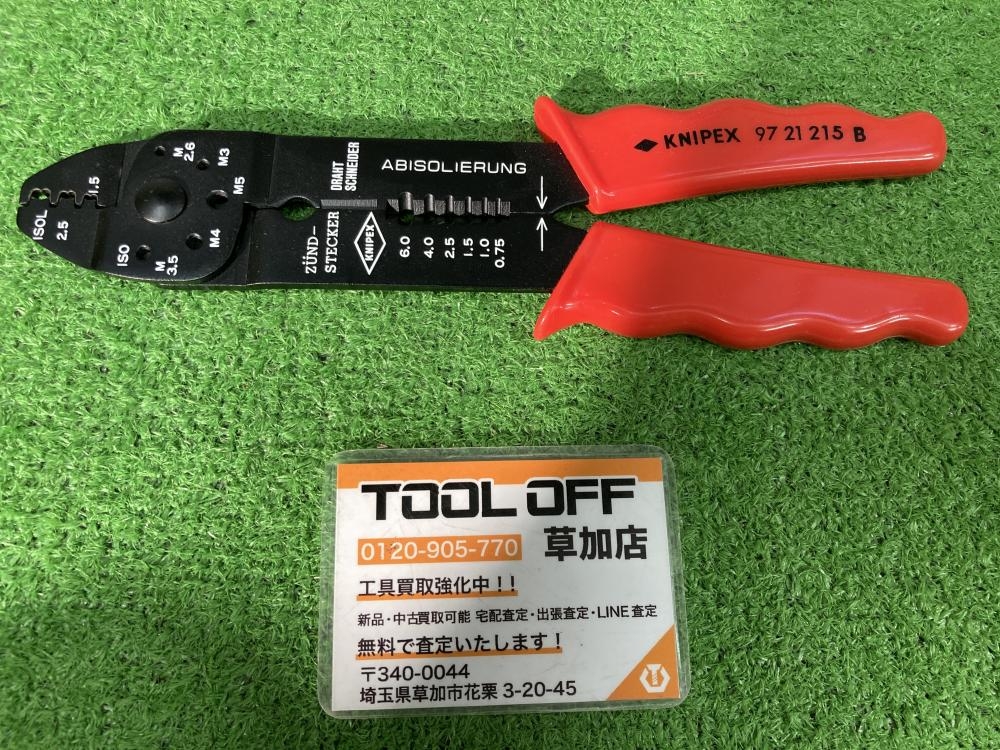 KNIPEX 97 21 215 B
M 2.6
M3
M5
M4
M 3.5
1.5
ISOL
2.5
ISO
DRAHT
SCHNEIDER
ABISOLIERUNG
ZÜND-
STECKER
KNIPEX
6.0
4.0
2.5
1.5
1.0
0.75
TOOL OFF
0120-905-770 草加店
工具買取強化中!!
新品・中古買取可能 宅配査定・出張査定・LINE査定
無料で査定いたします!
〒340-0044
埼玉県草加市花栗 3-20-45